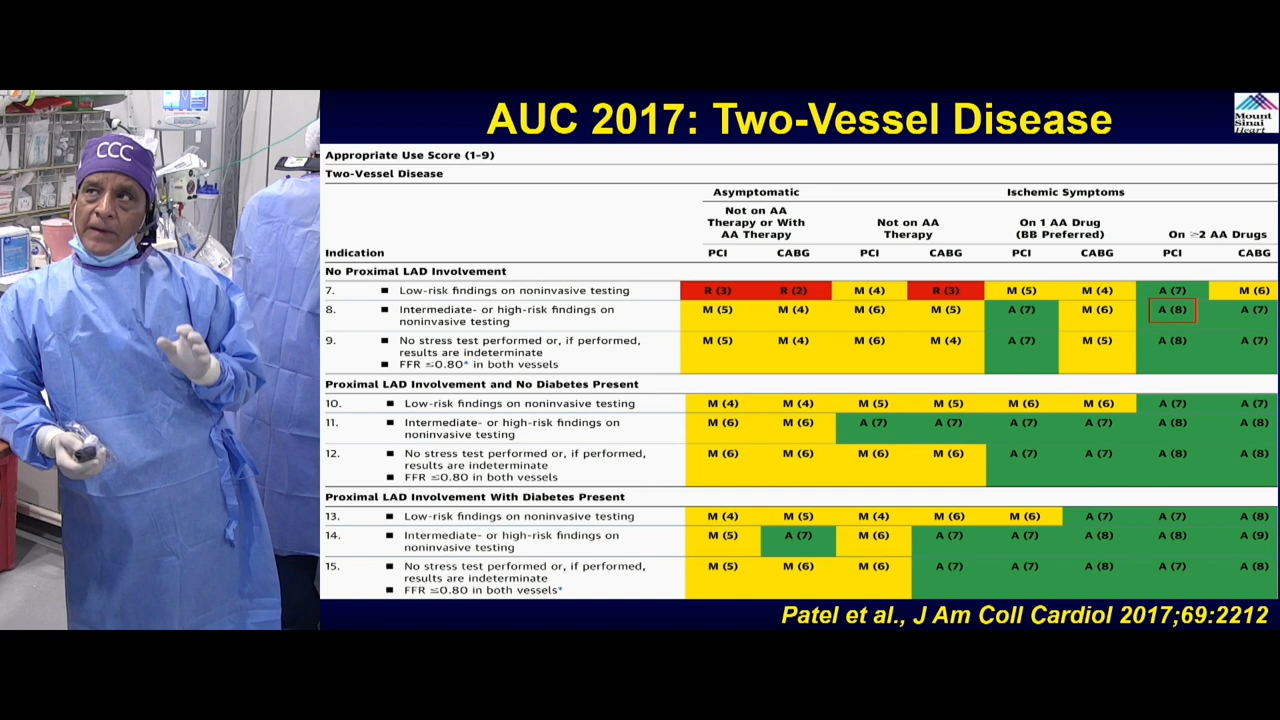 CCC
AUC 2017: Two-Vessel Disease
Mount
Sinai
Heart
Appropriate Use Score (1–9)
Two-Vessel Disease
Asymptomatic Ischemic Symptoms
Not on AA
Therapy or With
AA Therapy
Not on AA
Therapy
On 1 AA Drug
(BB Preferred)
On ≥2 AA Drugs
Indication PCI CABG PCI CABG PCI CABG PCI CABG
No Proximal LAD Involvement
7. ■ Low-risk findings on noninvasive testing R (3) R (2) M (4) R (3) M (5) M (4) A (7) M (6)
8. ■ Intermediate- or high-risk findings on M (5) M (4) M (6) M (5) A (7) M (6) A (8) A (7)
noninvasive testing
9. ■ No stress test performed or, if performed, M (5) M (4) M (6) M (4) A (7) M (5) A (8) A (7)
results are indeterminate
■ FFR ≤0.80* in both vessels
Proximal LAD Involvement and No Diabetes Present
10. ■ Low-risk findings on noninvasive testing M (4) M (4) M (5) M (5) M (6) M (6) A (7) A (7)
11. ■ Intermediate- or high-risk findings on M (6) M (6) A (7) A (7) A (7) A (7) A (8) A (8)
noninvasive testing
12. ■ No stress test performed or, if performed, M (6) M (6) M (6) M (6) A (7) A (7) A (8) A (8)
results are indeterminate
■ FFR ≤0.80 in both vessels
Proximal LAD Involvement With Diabetes Present
13. ■ Low-risk findings on noninvasive testing M (4) M (5) M (4) M (6) M (6) A (7) A (7) A (8)
14. ■ Intermediate- or high-risk findings on M (5) A (7) M (6) A (7) A (7) A (8) A (8) A (9)
noninvasive testing
15. ■ No stress test performed or, if performed, M (5) M (6) M (6) A (7) A (7) A (8) A (7) A (8)
results are indeterminate
■ FFR ≤0.80 in both vessels*
Patel et al., J Am Coll Cardiol 2017;69:2212